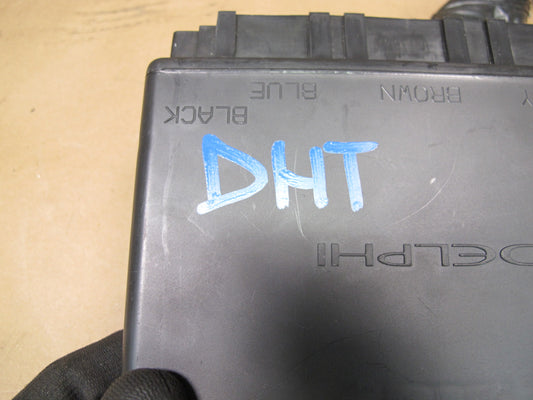 BLACK BLUE BROWN Y
DHT
DELPHI